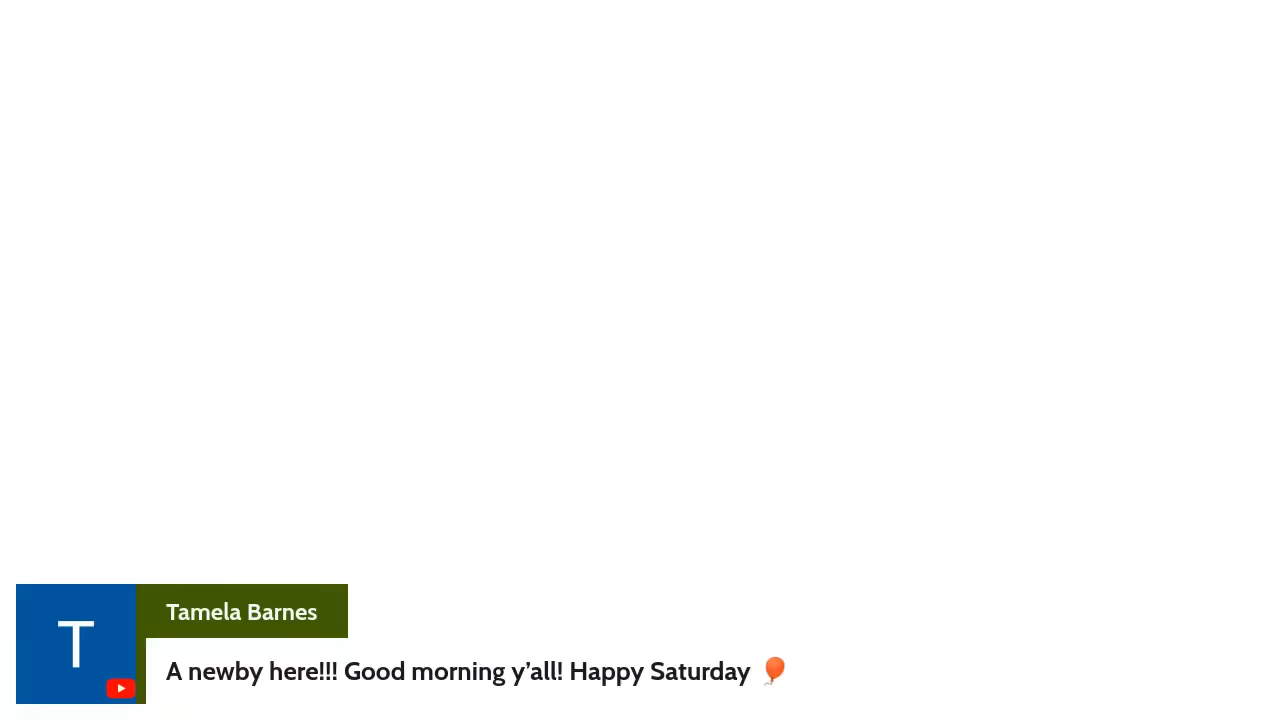 T
Tamela Barnes
A newby here!!! Good morning y’all! Happy Saturday 🎈